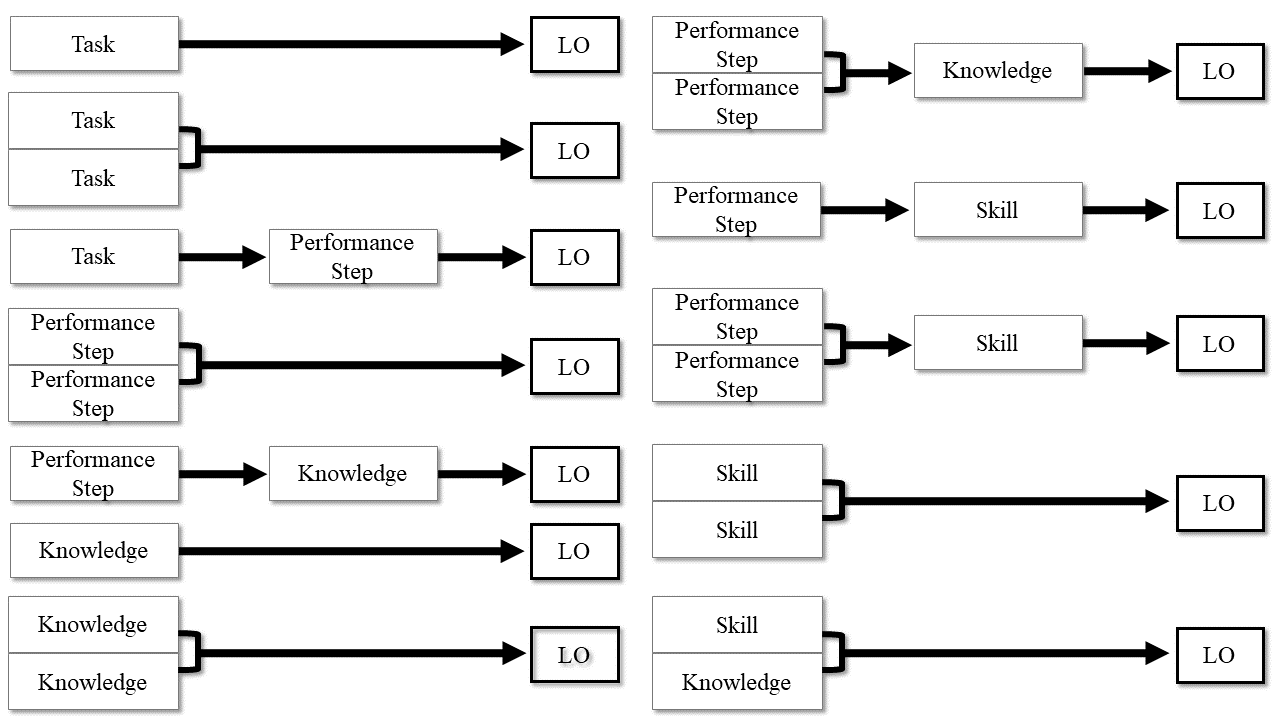 Task
LO
Task
Task
LO
Task
Performance
Step
LO
Performance
Step
Performance
Step
LO
Performance
Step
Knowledge
LO
Knowledge
LO
Knowledge
Knowledge
LO
Performance
Step
Performance
Step
Knowledge
LO
Performance
Step
Skill
LO
Performance
Step
Performance
Step
Skill
LO
Skill
Skill
LO
Skill
Knowledge
LO